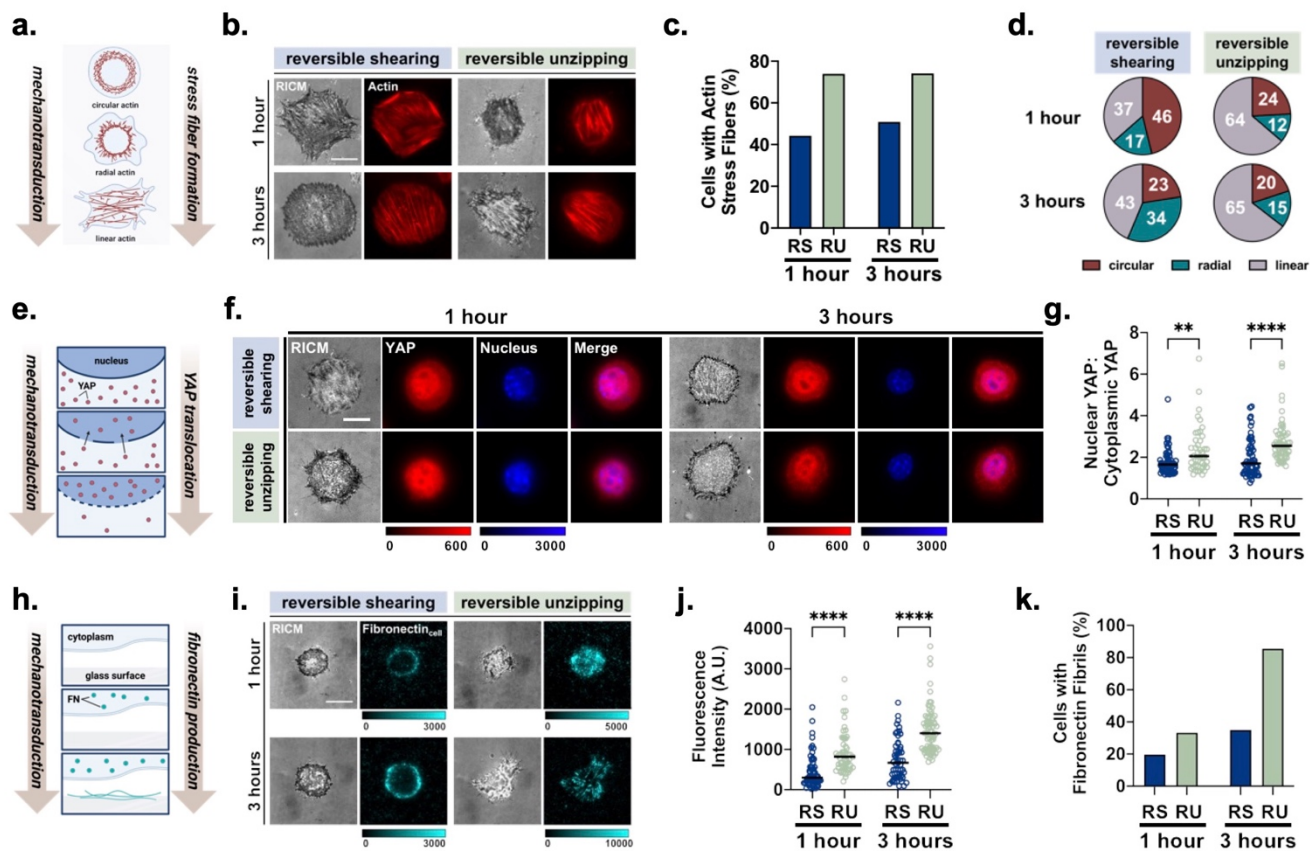 a.
mechanotransduction
circular actin
radial actin
linear actin
stress fiber formation
b.
reversible shearing
reversible unzipping
RICM
Actin
1 hour
3 hours
c.
Cells with Actin
Stress Fibers (%)
80
60
40
20
0
RS RU RS RU
1 hour 3 hours
d.
reversible
shearing
reversible
unzipping
1 hour
37
46
17
64
24
12
3 hours
43
23
34
65
20
15
circular radial linear
e.
mechanotransduction
nucleus
YAP
YAP translocation
f.
1 hour 3 hours
reversible
shearing
RICM
YAP
Nucleus
Merge
reversible
unzipping
0 600
0 3000
0 600
0 3000
g.
Nuclear YAP:
Cytoplasmic YAP
8
6
4
2
0
**
****
RS RU RS RU
1 hour 3 hours
h.
mechanotransduction
cytoplasm
glass surface
FN
fibronectin production
i.
reversible shearing
reversible unzipping
RICM
Fibronectincell
1 hour
0 3000
0 5000
3 hours
0 3000
0 10000
j.
Fluorescence
Intensity (A.U.)
4000
3000
2000
1000
0
****
****
RS RU RS RU
1 hour 3 hours
k.
Cells with
Fibronectin Fibrils (%)
100
80
60
40
20
0
RS RU RS RU
1 hour 3 hours